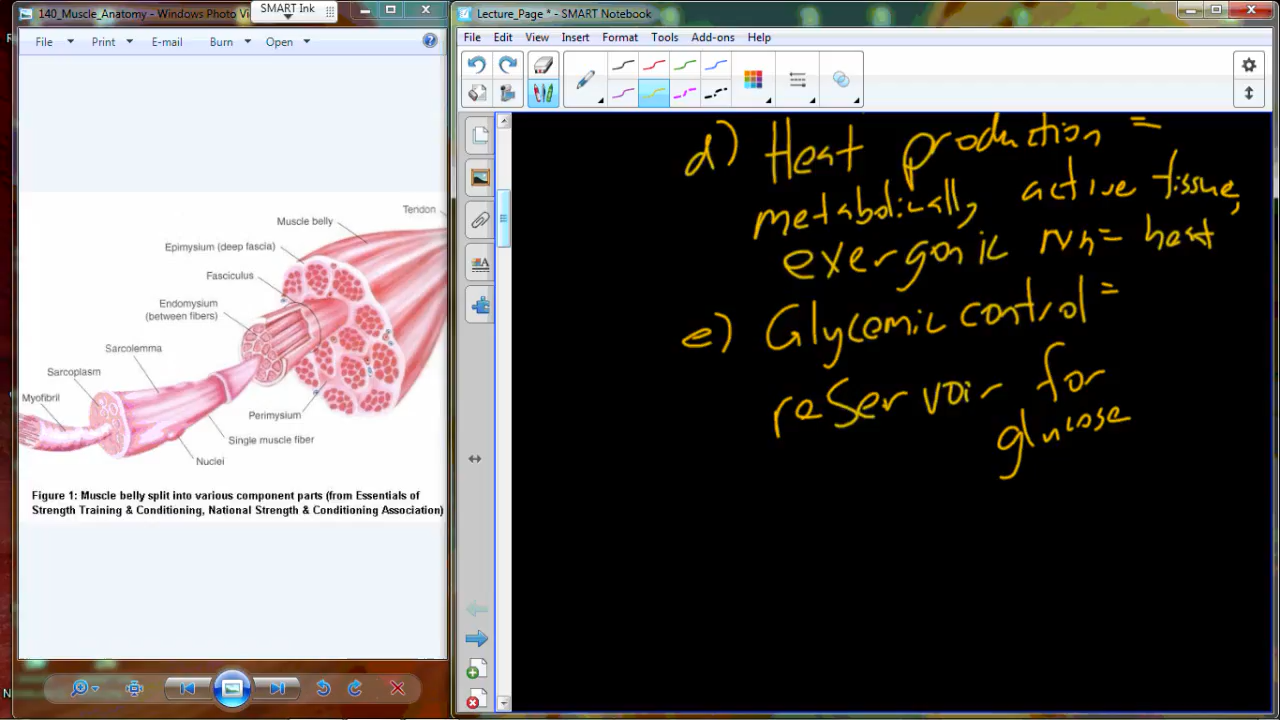 140_Muscle_Anatomy - Windows Photo Vi
SMART Ink
File Print E-mail Burn Open
Tendon
Muscle belly
Epimysium (deep fascia)
Fasciculus
Endomysium
(between fibers)
Sarcolemma
Sarcoplasm
Myofibril
Perimysium
Single muscle fiber
Nuclei
Figure 1: Muscle belly split into various component parts (from Essentials of
Strength Training & Conditioning, National Strength & Conditioning Association)
Lecture_Page * - SMART Notebook
File Edit View Insert Format Tools Add-ons Help
d) Heat production =
metabolically active tissue,
exergonic rxn = heat
e) Glycemic control =
reservoir for
glucose